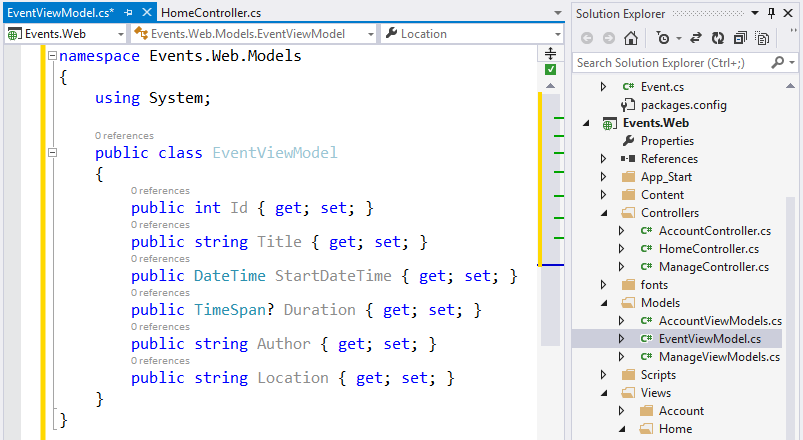 EventViewModel.cs* HomeController.cs
Events.Web Events.Web.Models.EventViewModel Location
namespace Events.Web.Models
{
using System;
0 references
public class EventViewModel
{
0 references
public int Id { get; set; }
0 references
public string Title { get; set; }
0 references
public DateTime StartDateTime { get; set; }
0 references
public TimeSpan? Duration { get; set; }
0 references
public string Author { get; set; }
0 references
public string Location { get; set; }
}
}
Solution Explorer
Search Solution Explorer (Ctrl+;)
C# Event.cs
packages.config
Events.Web
Properties
References
App_Start
Content
Controllers
C# AccountController.cs
C# HomeController.cs
C# ManageController.cs
fonts
Models
C# AccountViewModels.cs
C# EventViewModel.cs
C# ManageViewModels.cs
Scripts
Views
Account
Home